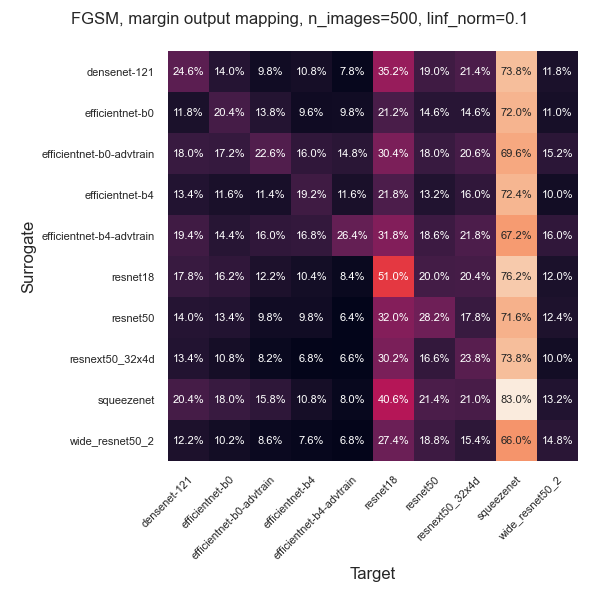 FGSM, margin output mapping, n_images=500, linf_norm=0.1
Surrogate
densenet-121 24.6% 14.0% 9.8% 10.8% 7.8% 35.2% 19.0% 21.4% 73.8% 11.8%
efficientnet-b0 11.8% 20.4% 13.8% 9.6% 9.8% 21.2% 14.6% 14.6% 72.0% 11.0%
efficientnet-b0-advtrain 18.0% 17.2% 22.6% 16.0% 14.8% 30.4% 18.0% 20.6% 69.6% 15.2%
efficientnet-b4 13.4% 11.6% 11.4% 19.2% 11.6% 21.8% 13.2% 16.0% 72.4% 10.0%
efficientnet-b4-advtrain 19.4% 14.4% 16.0% 16.8% 26.4% 31.8% 18.6% 21.8% 67.2% 16.0%
resnet18 17.8% 16.2% 12.2% 10.4% 8.4% 51.0% 20.0% 20.4% 76.2% 12.0%
resnet50 14.0% 13.4% 9.8% 9.8% 6.4% 32.0% 28.2% 17.8% 71.6% 12.4%
resnext50_32x4d 13.4% 10.8% 8.2% 6.8% 6.6% 30.2% 16.6% 23.8% 73.8% 10.0%
squeezenet 20.4% 18.0% 15.8% 10.8% 8.0% 40.6% 21.4% 21.0% 83.0% 13.2%
wide_resnet50_2 12.2% 10.2% 8.6% 7.6% 6.8% 27.4% 18.8% 15.4% 66.0% 14.8%
densenet-121
efficientnet-b0
efficientnet-b0-advtrain
efficientnet-b4
efficientnet-b4-advtrain
resnet18
resnet50
resnext50_32x4d
squeezenet
wide_resnet50_2
Target